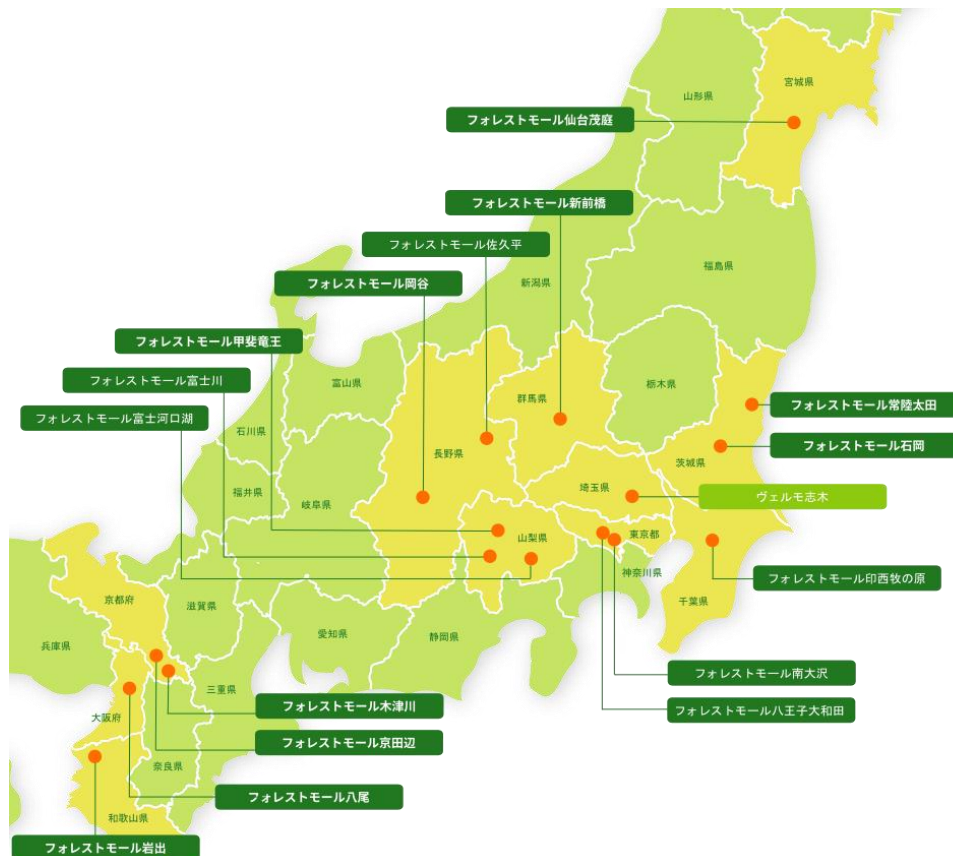 宮城県
山形県
フォレストモール仙台茂庭
フォレストモール新前橋
フォレストモール佐久平
福島県
新潟県
フォレストモール岡谷
フォレストモール甲斐竜王
フォレストモール富士川
富山県
栃木県
群馬県
フォレストモール常陸太田
フォレストモール富士河口湖
石川県
フォレストモール石岡
長野県
茨城県
福井県
埼玉県
ヴェルモ志木
岐阜県
山梨県
東京都
神奈川県
フォレストモール印西牧の原
京都府
滋賀県
千葉県
愛知県
静岡県
兵庫県
フォレストモール南大沢
三重県
フォレストモール木津川
フォレストモール八王子大和田
大阪府
フォレストモール京田辺
奈良県
フォレストモール八尾
和歌山県
フォレストモール岩出